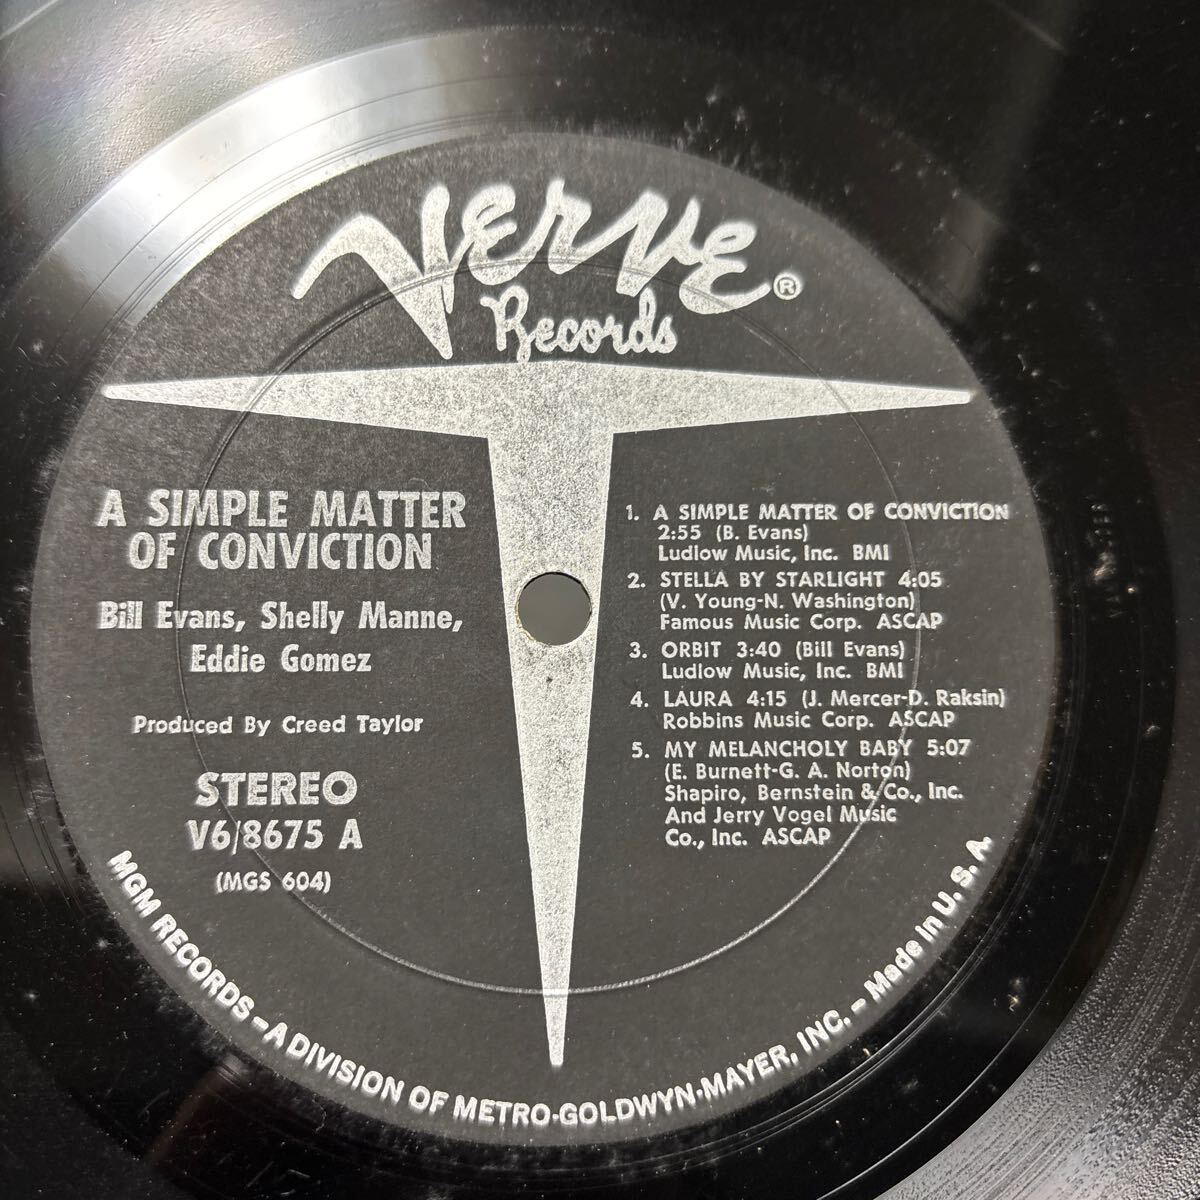 Verve®
Records
A SIMPLE MATTER
OF CONVICTION
Bill Evans, Shelly Manne,
Eddie Gomez
Produced By Creed Taylor
STEREO
V6/8675 A
(MGS 604)
1. A SIMPLE MATTER OF CONVICTION
2:55 (B. Evans)
Ludlow Music, Inc. BMI
2. STELLA BY STARLIGHT 4:05
(V. Young-N. Washington)
Famous Music Corp. ASCAP
3. ORBIT 3:40 (Bill Evans)
Ludlow Music, Inc. BMI
4. LAURA 4:15 (J. Mercer-D. Raksin)
Robbins Music Corp. ASCAP
5. MY MELANCHOLY BABY 5:07
(E. Burnett-G. A. Norton)
Shapiro, Bernstein & Co., Inc.
And Jerry Vogel Music
Co., Inc. ASCAP
MGM RECORDS – A DIVISION OF METRO-GOLDWYN-MAYER, INC. – Made in U. S. A.